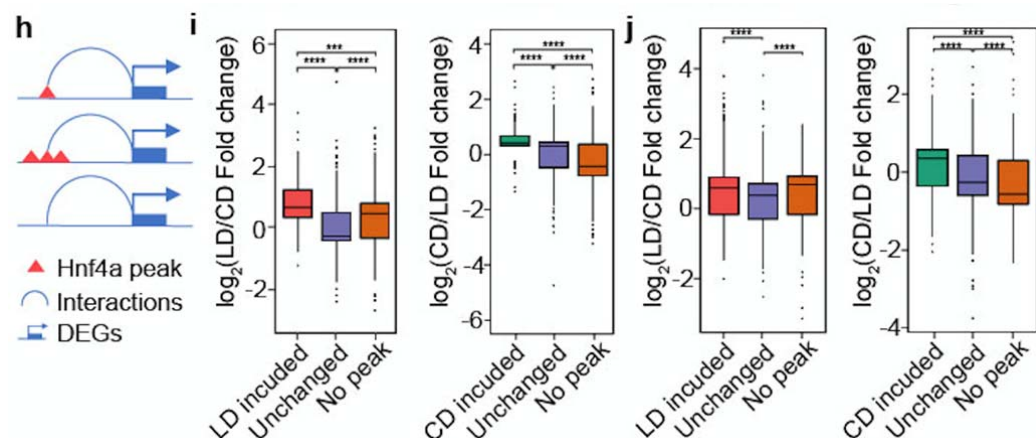 h
Hnf4a peak
Interactions
DEGs
i
log2(LD/CD Fold change)
6
4
2
0
-2
***
**** ****
LD incuded
Unchanged
No peak
log2(CD/LD Fold change)
4
2
0
-2
-4
-6
****
**** ****
CD incuded
Unchanged
No peak
j
log2(LD/CD Fold change)
4
2
0
-2
****
****
LD incuded
Unchanged
No peak
log2(CD/LD Fold change)
2
0
-2
-4
****
**** ****
CD incuded
Unchanged
No peak